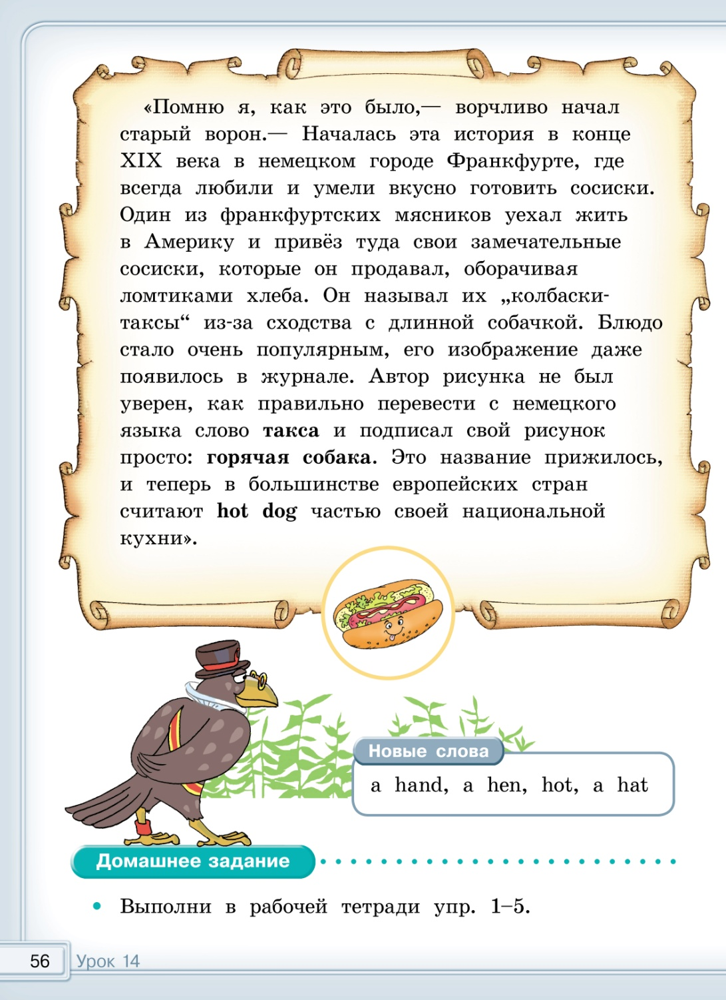 «Помню я, как это было,— ворчливо начал
старый ворон.— Началась эта история в конце
XIX века в немецком городе Франкфурте, где
всегда любили и умели вкусно готовить сосиски.
Один из франкфуртских мясников уехал жить
в Америку и привёз туда свои замечательные
сосиски, которые он продавал, оборачивая
ломтиками хлеба. Он называл их „колбаски-
таксы“ из-за сходства с длинной собачкой. Блюдо
стало очень популярным, его изображение даже
появилось в журнале. Автор рисунка не был
уверен, как правильно перевести с немецкого
языка слово такса и подписал свой рисунок
просто: горячая собака. Это название прижилось,
и теперь в большинстве европейских стран
считают hot dog частью своей национальной
кухни».
Новые слова
a hand, a hen, hot, a hat
Домашнее задание
• Выполни в рабочей тетради упр. 1–5.
56 Урок 14